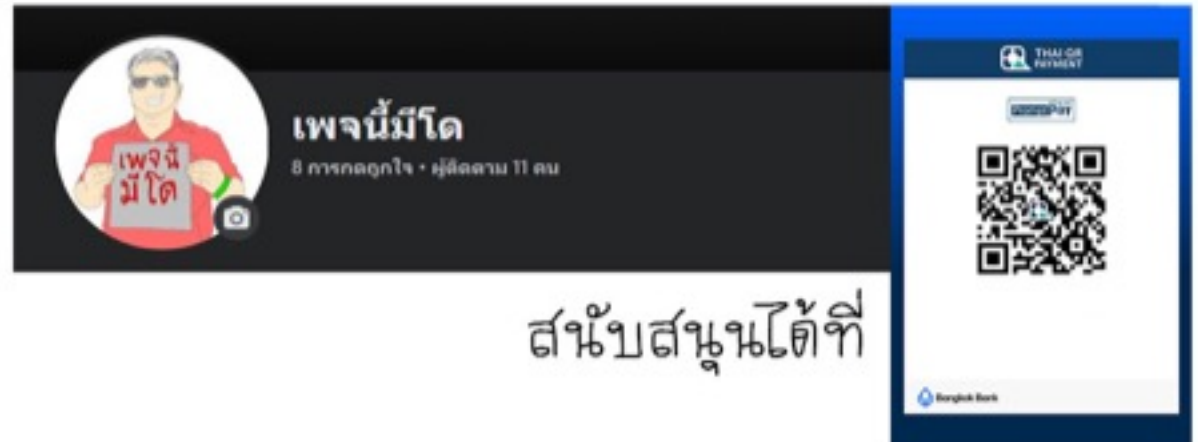 เพจนี้
มีโด
เพจนี้มีโด
8 การกดถูกใจ • ผู้ติดตาม 11 คน
สนับสนุนได้ที่
THAI QR
PAYMENT
PromptPay
Bangkok Bank